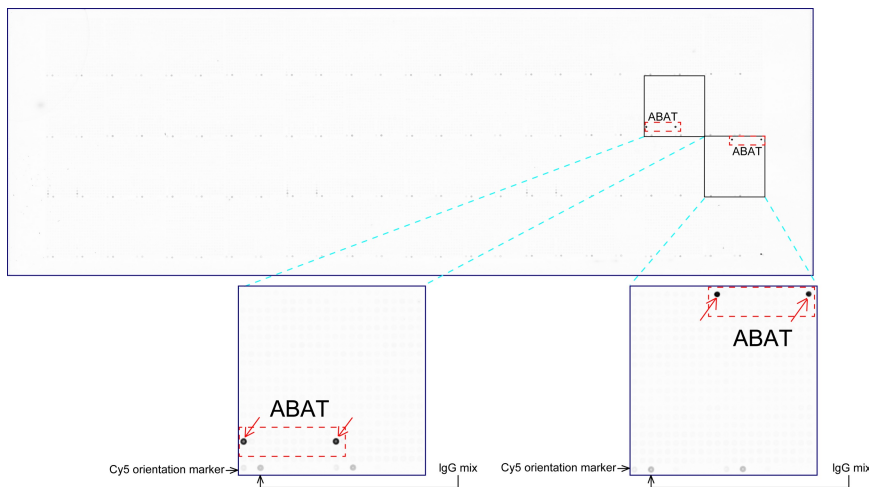 ABAT
ABAT
ABAT
ABAT
Cy5 orientation marker
IgG mix
Cy5 orientation marker
IgG mix